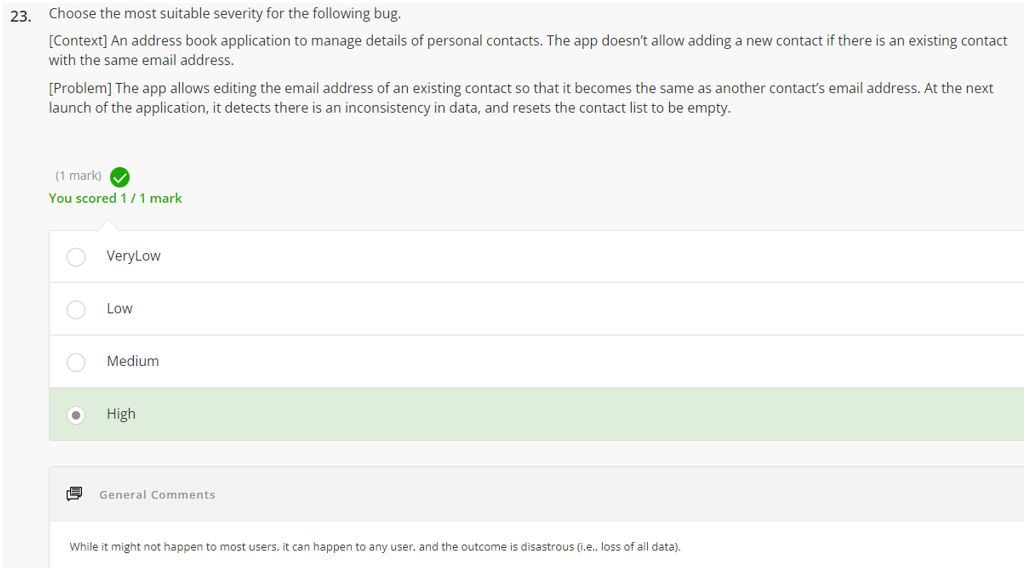 23. Choose the most suitable severity for the following bug.
[Context] An address book application to manage details of personal contacts. The app doesn’t allow adding a new contact if there is an existing contact
with the same email address.
[Problem] The app allows editing the email address of an existing contact so that it becomes the same as another contact’s email address. At the next
launch of the application, it detects there is an inconsistency in data, and resets the contact list to be empty.
(1 mark)
You scored 1 / 1 mark
VeryLow
Low
Medium
High
General Comments
While it might not happen to most users, it can happen to any user, and the outcome is disastrous (i.e., loss of all data).